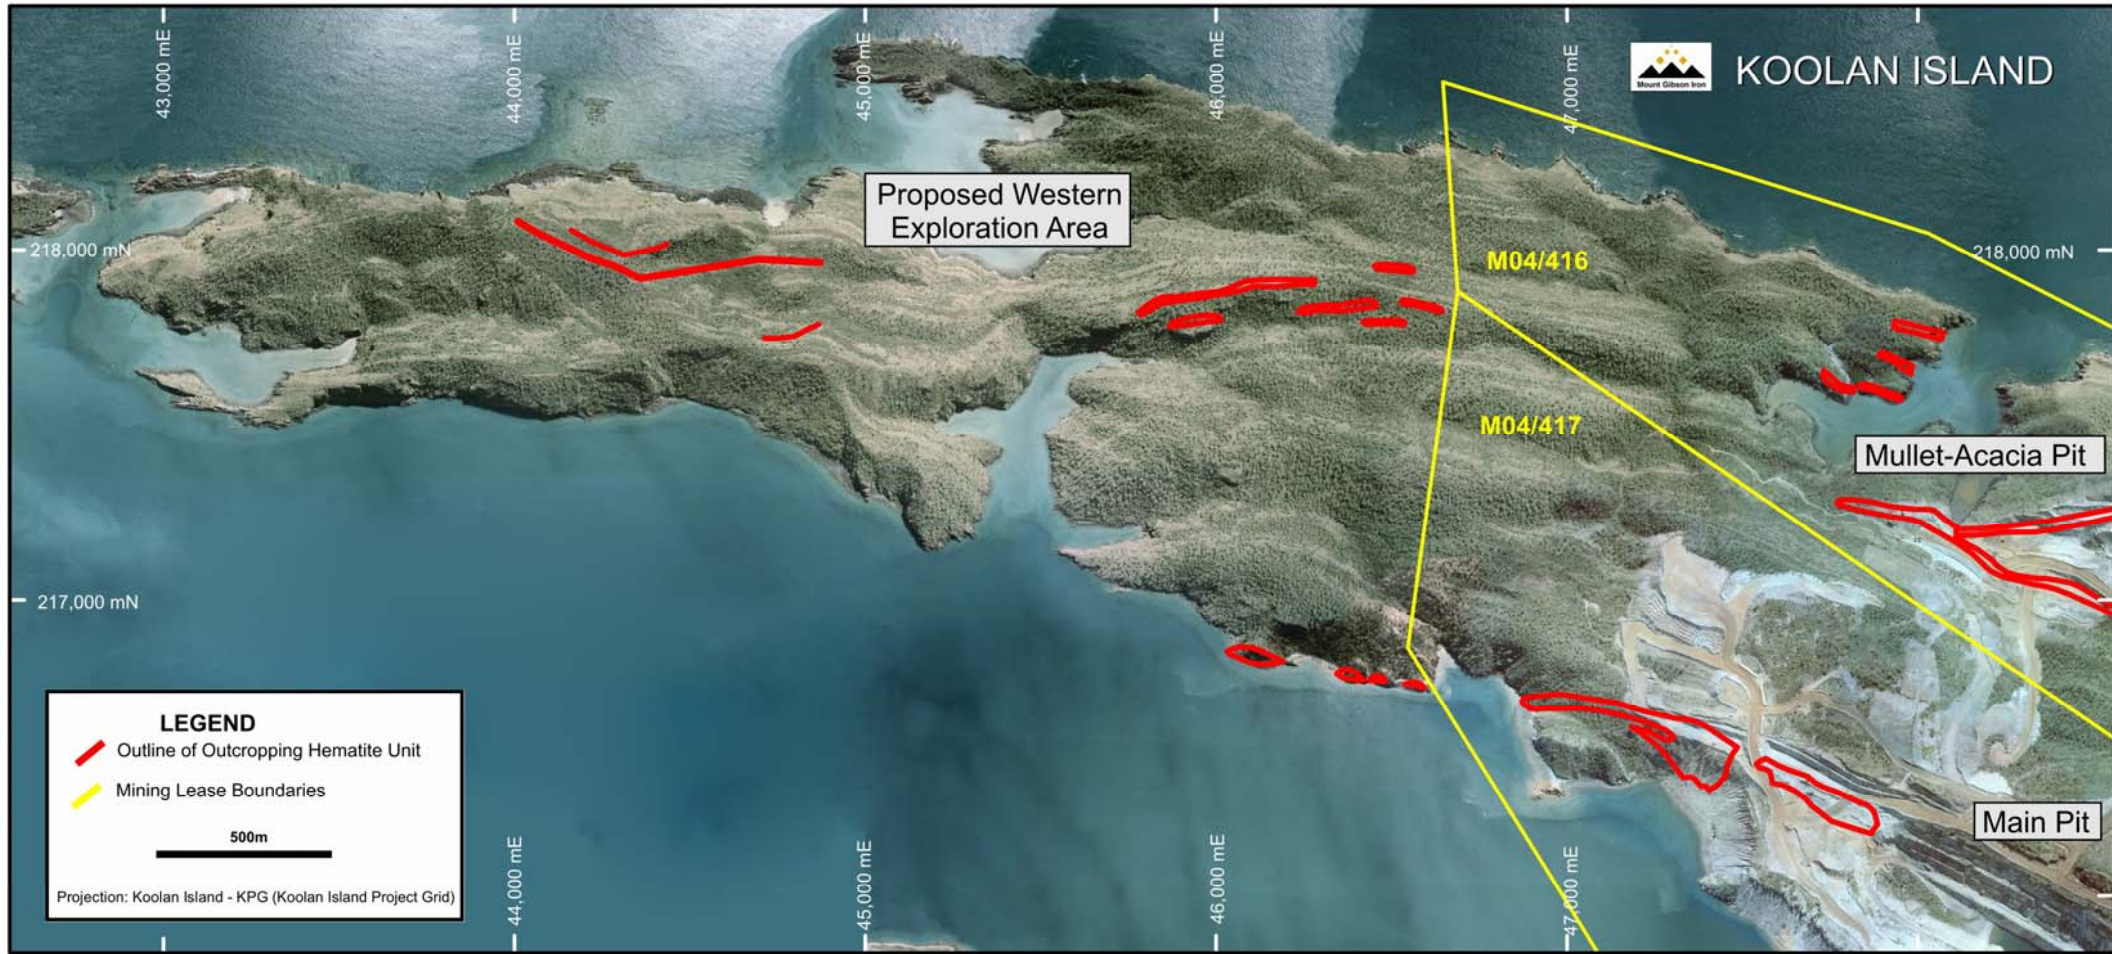 43,000 mE
44,000 mE
45,000 mE
46,000 mE
47,000 mE
Mount Gibson Iron
KOOLAN ISLAND
Proposed Western
Exploration Area
218,000 mN
M04/416
218,000 mN
M04/417
Mullet-Acacia Pit
217,000 mN
LEGEND
Outline of Outcropping Hematite Unit
Mining Lease Boundaries
500m
Projection: Koolan Island - KPG (Koolan Island Project Grid)
Main Pit
44,000 mE
45,000 mE
46,000 mE
47,000 mE